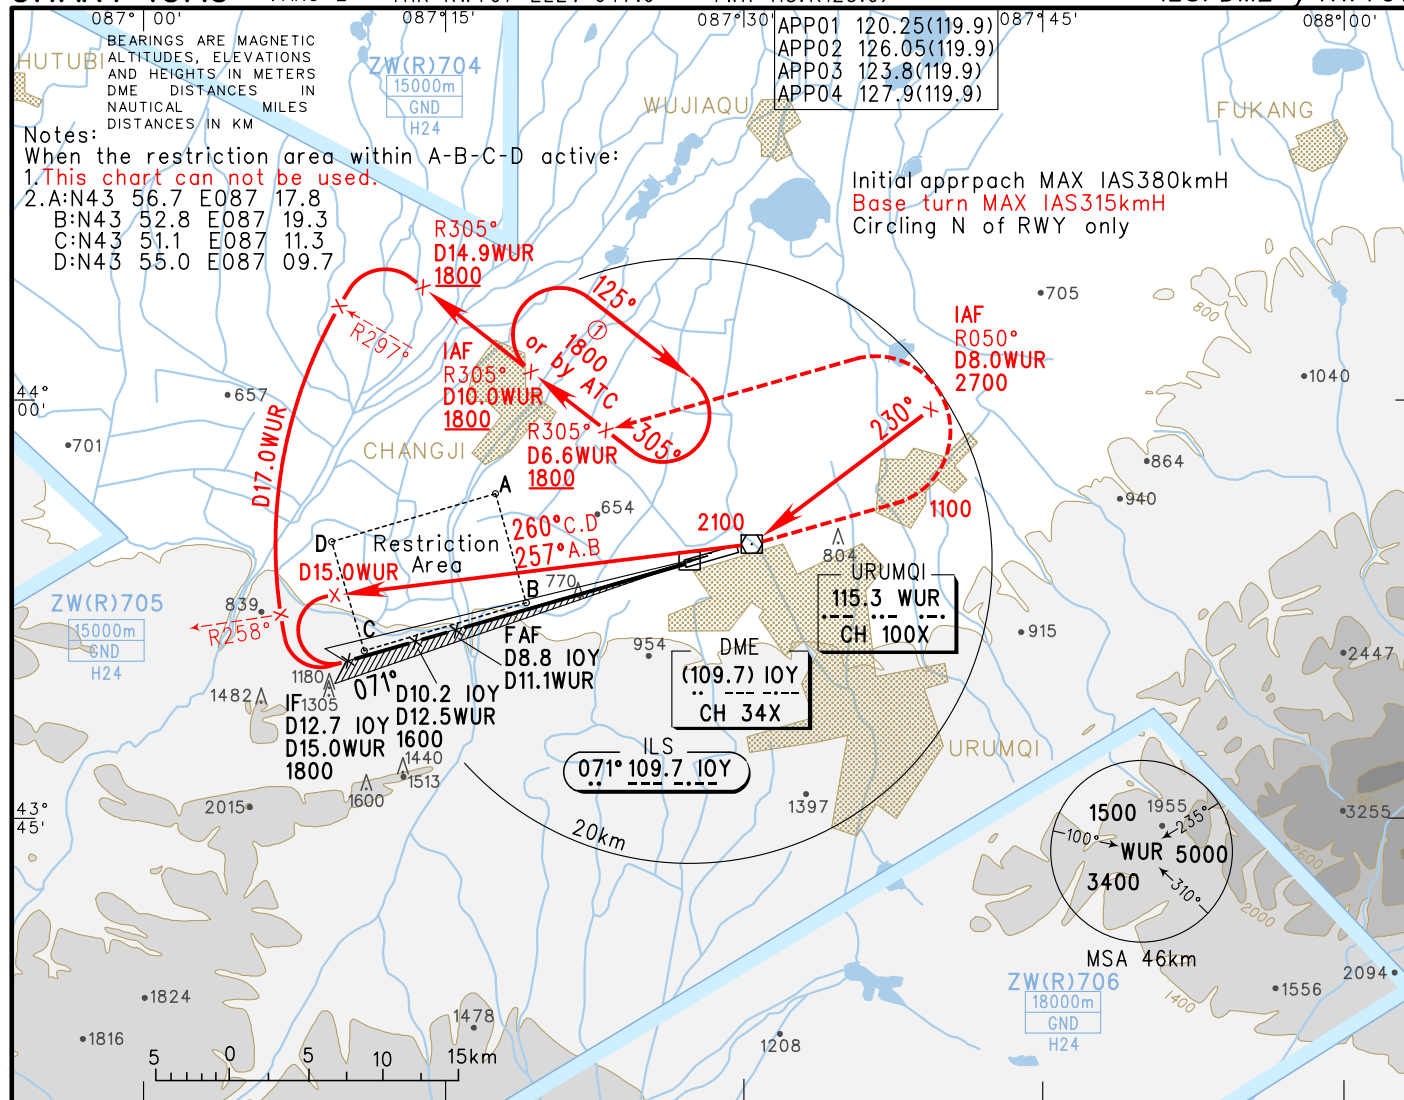 087° 00'
087°15'
087°30'
087°45'
088°00'
BEARINGS ARE MAGNETIC
ALTITUDES, ELEVATIONS
AND HEIGHTS IN METERS
DME DISTANCES IN
NAUTICAL MILES
DISTANCES IN KM
HUTUBI
ZW(R)704
15000m
GND
H24
APP01 120.25(119.9)
APP02 126.05(119.9)
APP03 123.8(119.9)
APP04 127.9(119.9)
WUJIAQU
FUKANG
Notes:
When the restriction area within A-B-C-D active:
1.This chart can not be used.
2.A:N43 56.7 E087 17.8
B:N43 52.8 E087 19.3
C:N43 51.1 E087 11.3
D:N43 55.0 E087 09.7
Initial apprpach MAX IAS380kmH
Base turn MAX IAS315kmH
Circling N of RWY only
R305°
D14.9WUR
1800
R297°
125°
①
1800
or by ATC
305°
IAF
R305°
D10.0WUR
1800
R305°
D6.6WUR
1800
IAF
R050°
D8.0WUR
2700
230°
1100
2100
705
800
1040
44°
00'
657
701
CHANGJI
D17.0WUR
864
940
A
654
D
Restriction
Area
260°C.D
257°A.B
D15.0WUR
770
B
C
804
URUMQI
115.3 WUR
CH 100X
ZW(R)705
15000m
GND
H24
839
R258°
FAF
D8.8 IOY
D11.1WUR
954
DME
(109.7) IOY
CH 34X
915
2447
1180
1305
1482
071°
D10.2 IOY
D12.5WUR
1600
IF
D12.7 IOY
D15.0WUR
1800
ILS
071° 109.7 IOY
URUMQI
1440
1513
1600
2015
1397
43°
45'
20km
1500
1955
235°
100°
WUR
5000
3400
310°
MSA 46km
3255
2600
2000
1400
ZW(R)706
18000m
GND
H24
2094
1556
1824
1816
1478
1208
5 0 5 10 15km